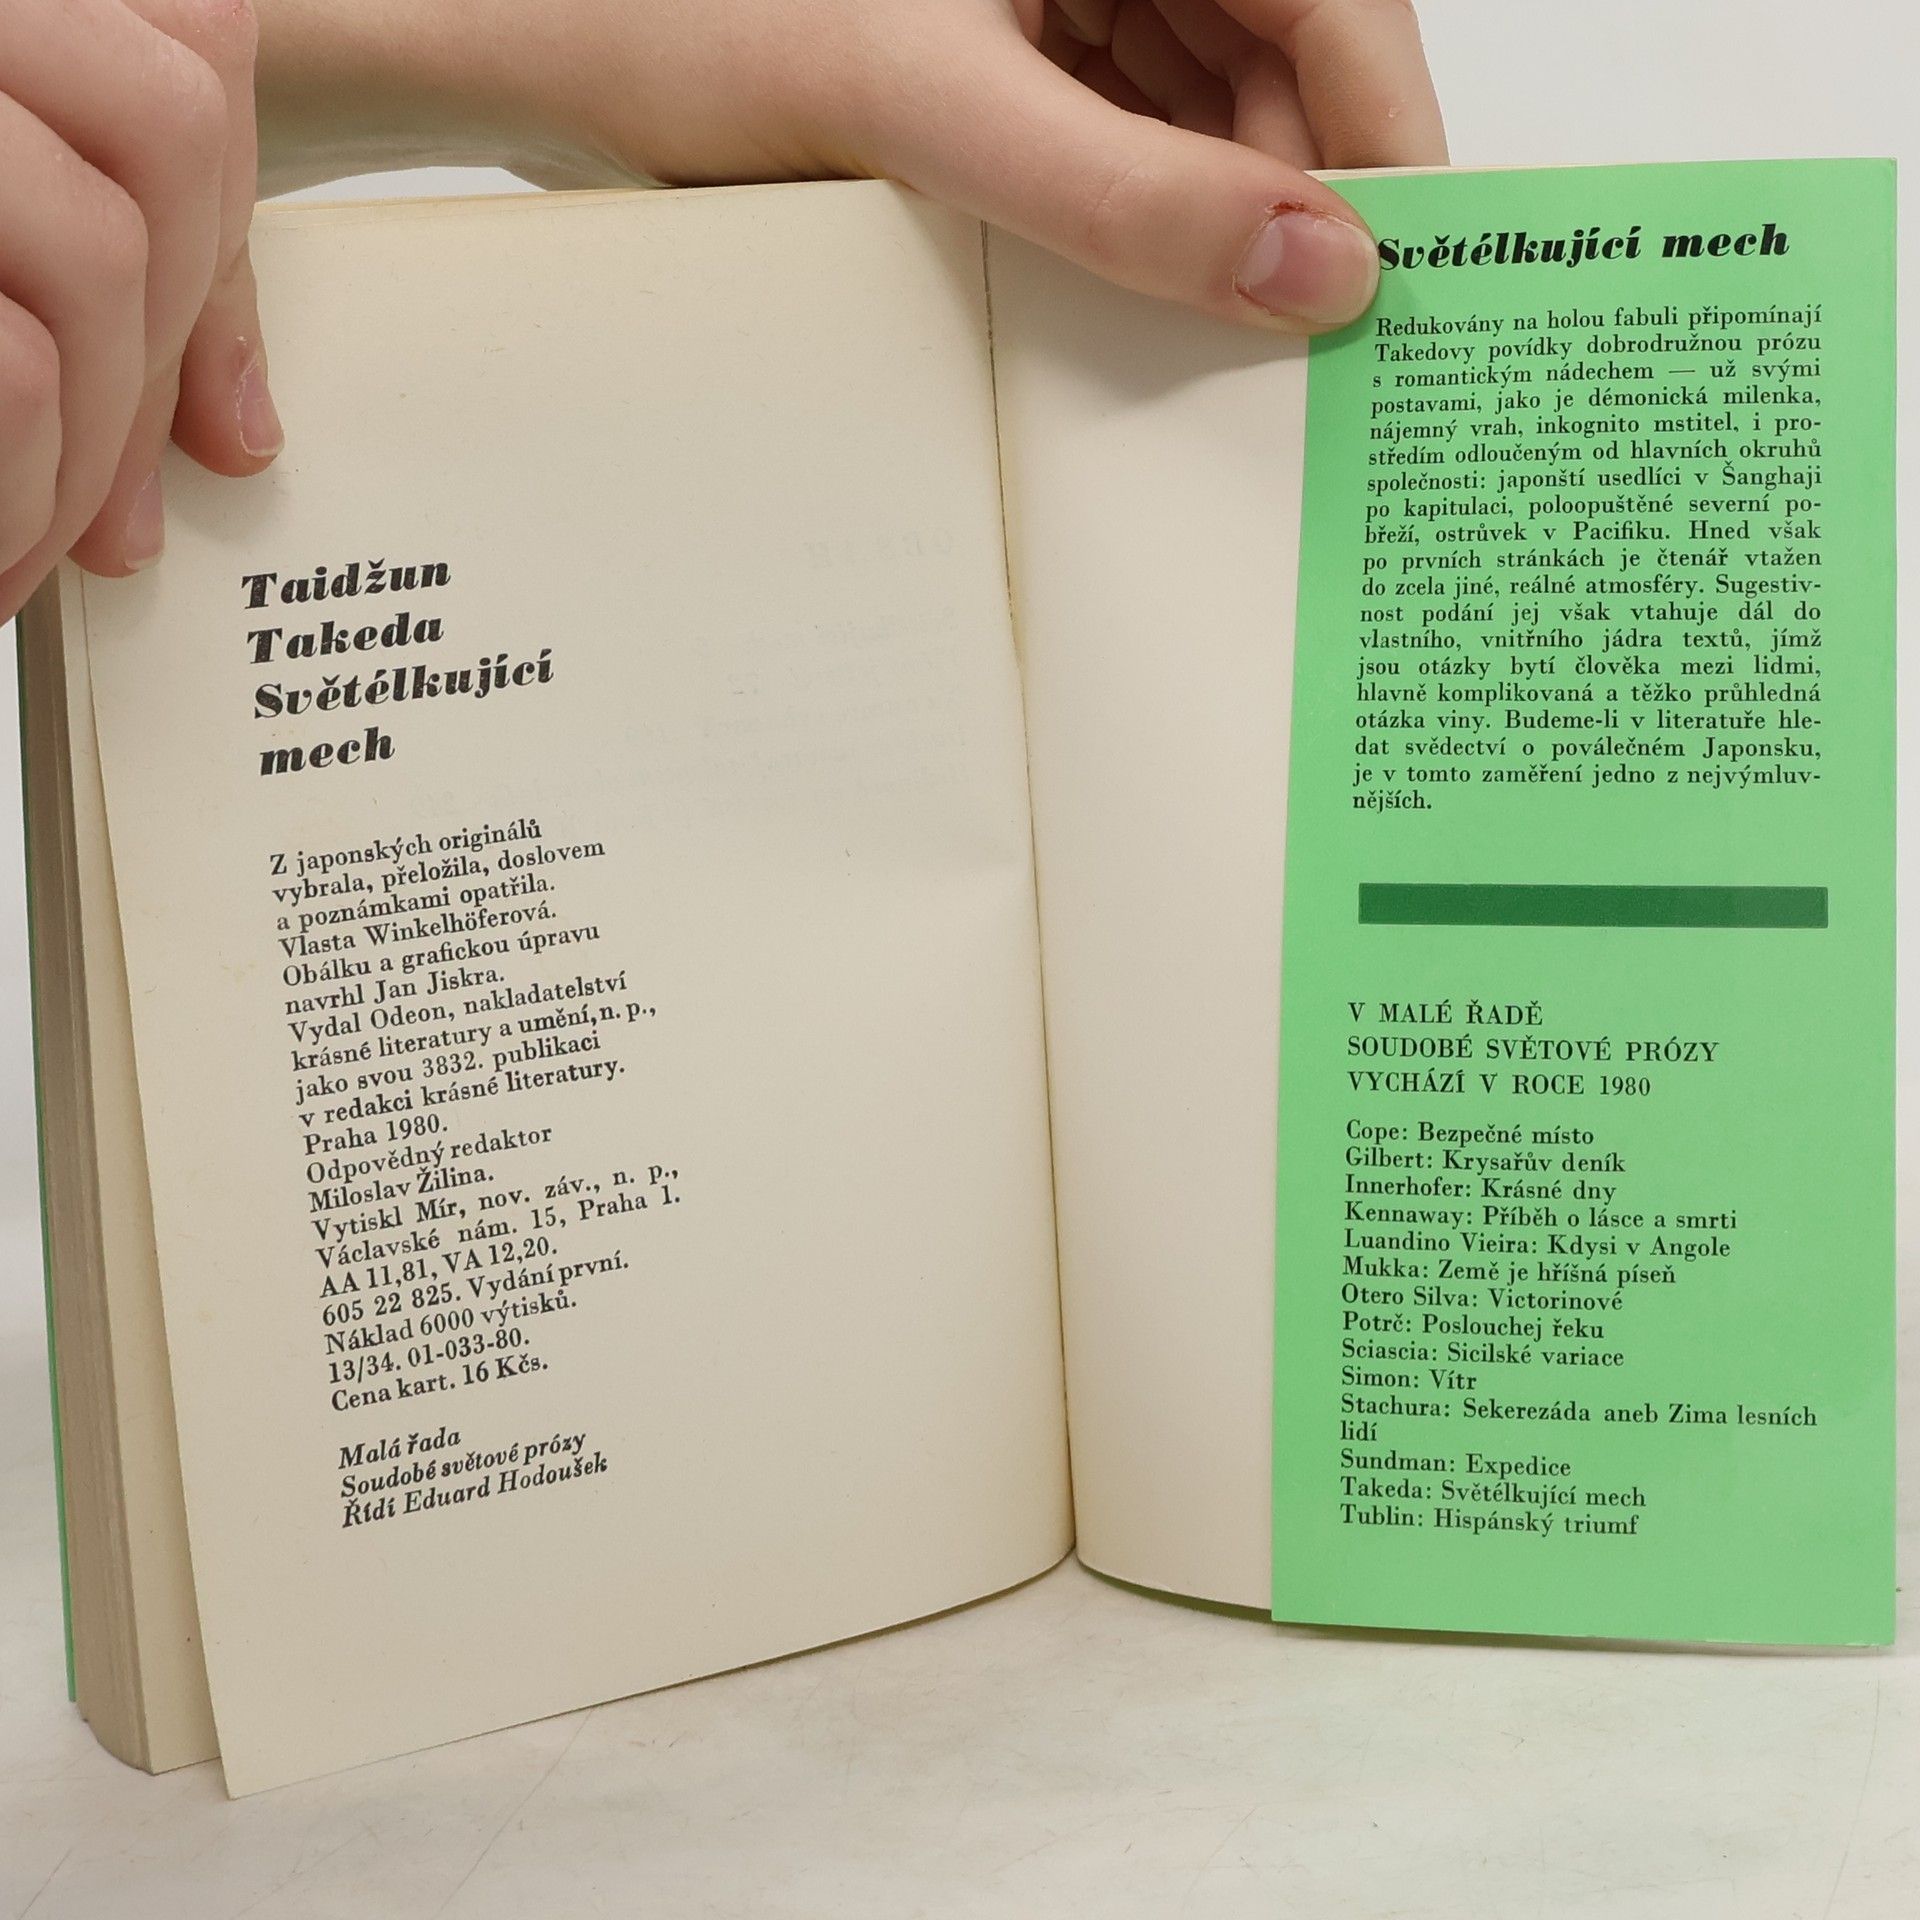 Taidžun
Takeda
Světélkující
mech
Z japonských originálů
vybrala, přeložila, doslovem
a poznámkami opatřila.
Vlasta Winkelhöferová.
Obálku a grafickou úpravu
navrhl Jan Jiskra.
Vydal Odeon, nakladatelství
krásné literatury a umění, n. p.,
jako svou 3832. publikaci
v redakci krásné literatury.
Praha 1980.
Odpovědný redaktor
Miloslav Žilina.
Vytiskl Mír, nov. záv., n. p.,
Václavské nám. 15, Praha 1.
AA 11,81, VA 12,20.
605 22 825. Vydání první.
Náklad 6000 výtisků.
13/34. 01-033-80.
Cena kart. 16 Kčs.
Malá řada
Soudobé světové prózy
Řídí Eduard Hodoušek
Světélkující mech
Redukovány na holou fabuli připomínají
Takedovy povídky dobrodružnou prózu
s romantickým nádechem — už svými
postavami, jako je démonická milenka,
nájemný vrah, inkognito mstitel, i pro-
středím odloučeným od hlavních okruhů
společnosti: japonští usedlíci v Šanghaji
po kapitulaci, poloopuštěné severní po-
břeží, ostrůvek v Pacifiku. Hned však
po prvních stránkách je čtenář vtažen
do zcela jiné, reálné atmosféry. Sugestiv-
nost podání jej však vtahuje dál do
vlastního, vnitřního jádra textů, jímž
jsou otázky bytí člověka mezi lidmi,
hlavně komplikovaná a těžko průhledná
otázka viny. Budeme-li v literatuře hle-
dat svědectví o poválečném Japonsku,
je v tomto zaměření jedno z nejvýmluv-
nějších.
V MALÉ ŘADĚ
SOUDOBÉ SVĚTOVÉ PRÓZY
VYCHÁZÍ V ROCE 1980
Cope: Bezpečné místo
Gilbert: Krysařův deník
Innerhofer: Krásné dny
Kennaway: Příběh o lásce a smrti
Luandino Vieira: Kdysi v Angole
Mukka: Země je hříšná píseň
Otero Silva: Victorinové
Potrč: Poslouchej řeku
Sciascia: Sicilské variace
Simon: Vítr
Stachura: Sekerezáda aneb Zima lesních
lidí
Sundman: Expedice
Takeda: Světélkující mech
Tublin: Hispánský triumf